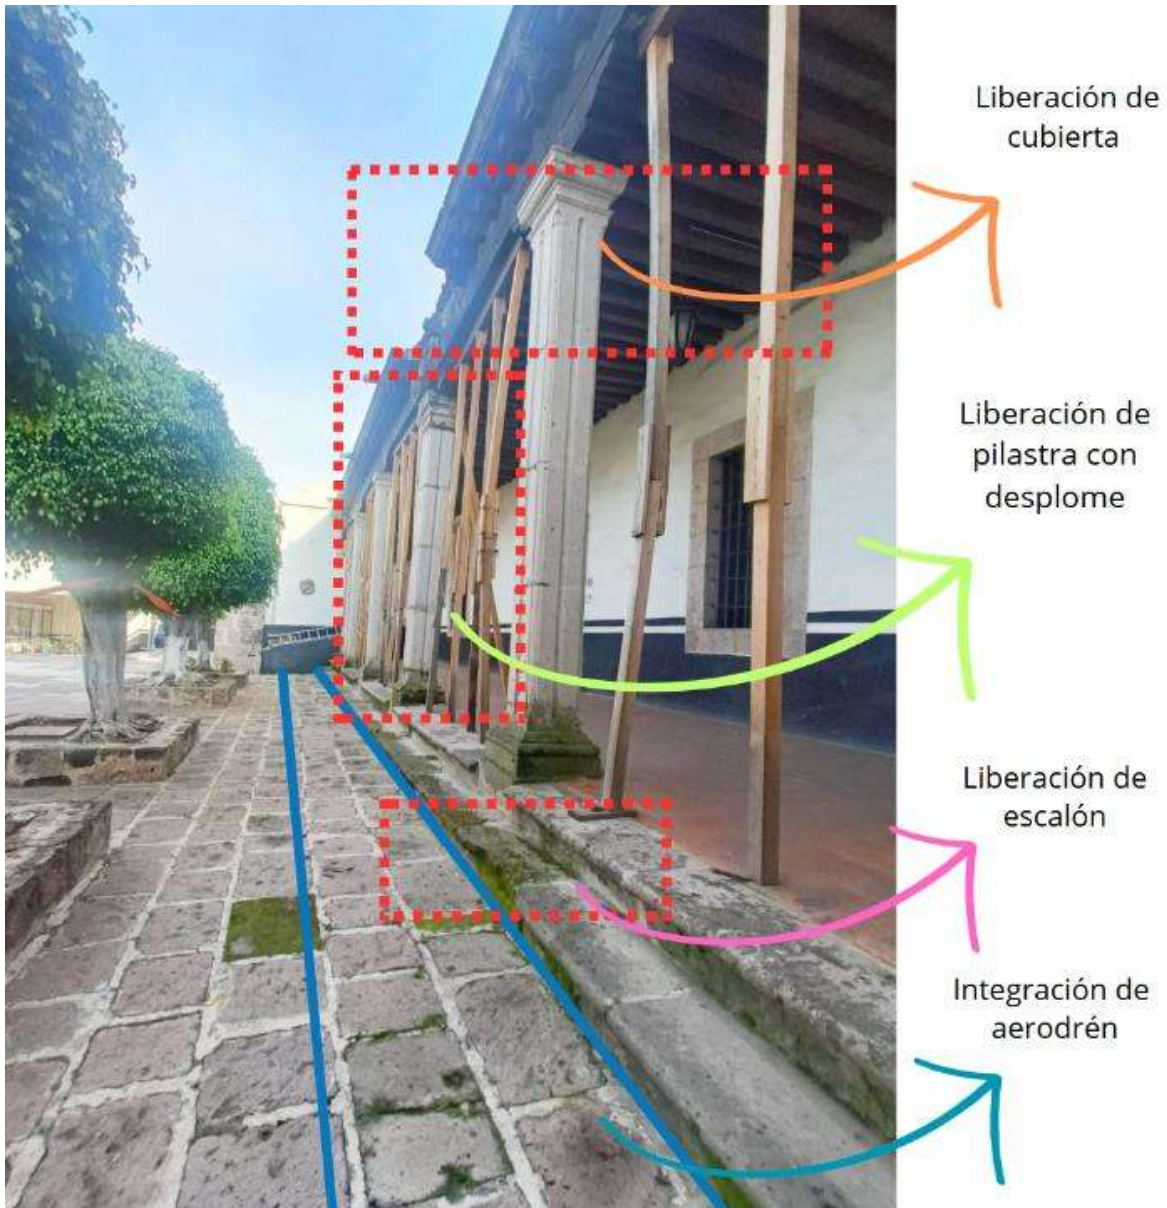 Liberación de
cubierta
Liberación de
pilastra con
desplome
Liberación de
escalón
Integración de
aerodrén